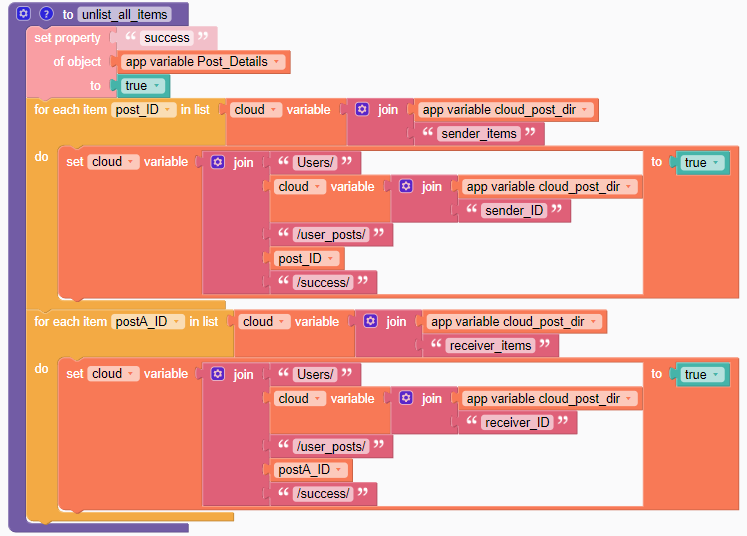 ? to unlist_all_items
set property “ success ”
of object app variable Post_Details
to true
for each item post_ID in list cloud variable join app variable cloud_post_dir
“ sender_items ”
do set cloud variable join “ Users/ ” to true
cloud variable join app variable cloud_post_dir
“ sender_ID ”
“ /user_posts/ ”
post_ID
“ /success/ ”
for each item postA_ID in list cloud variable join app variable cloud_post_dir
“ receiver_items ”
do set cloud variable join “ Users/ ” to true
cloud variable join app variable cloud_post_dir
“ receiver_ID ”
“ /user_posts/ ”
postA_ID
“ /success/ ”